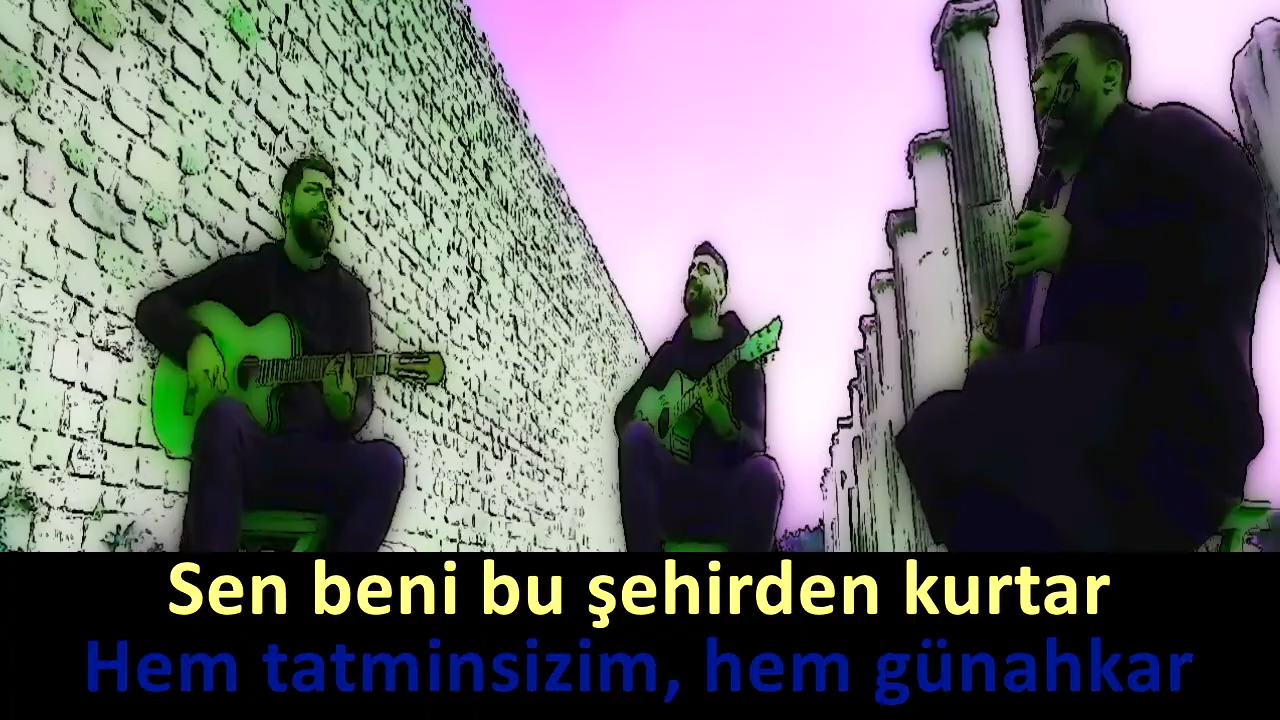 Sen beni bu şehirden kurtar
Hem tatminsizim, hem günahkar